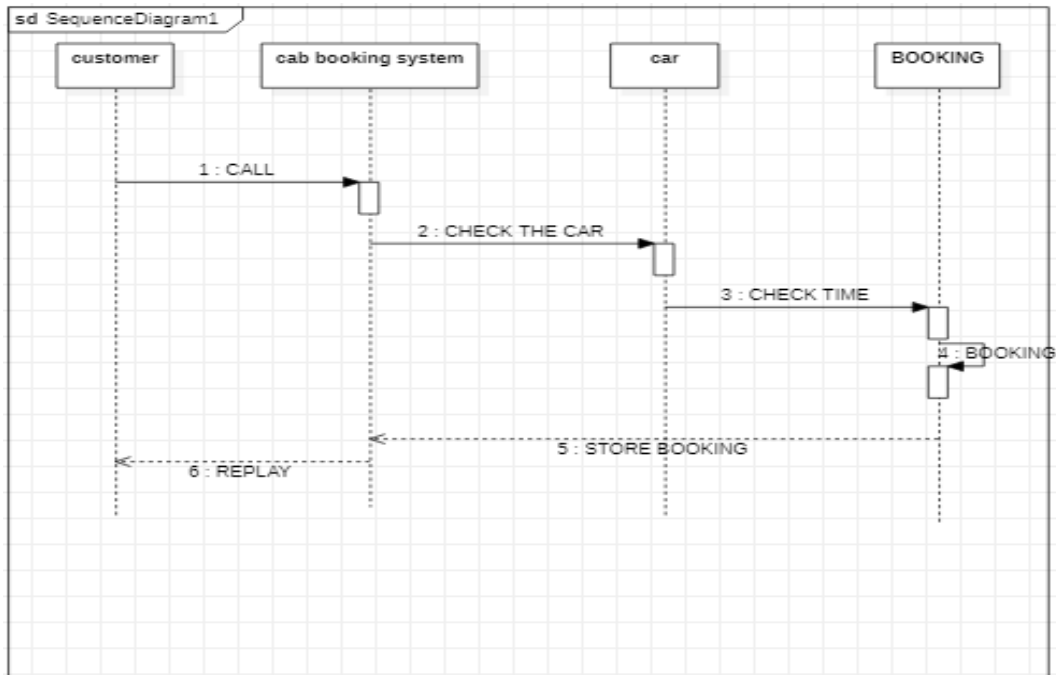 sd SequenceDiagram1
customer
cab booking system
car
BOOKING
1 : CALL
2 : CHECK THE CAR
3 : CHECK TIME
4 : BOOKING
5 : STORE BOOKING
6 : REPLAY